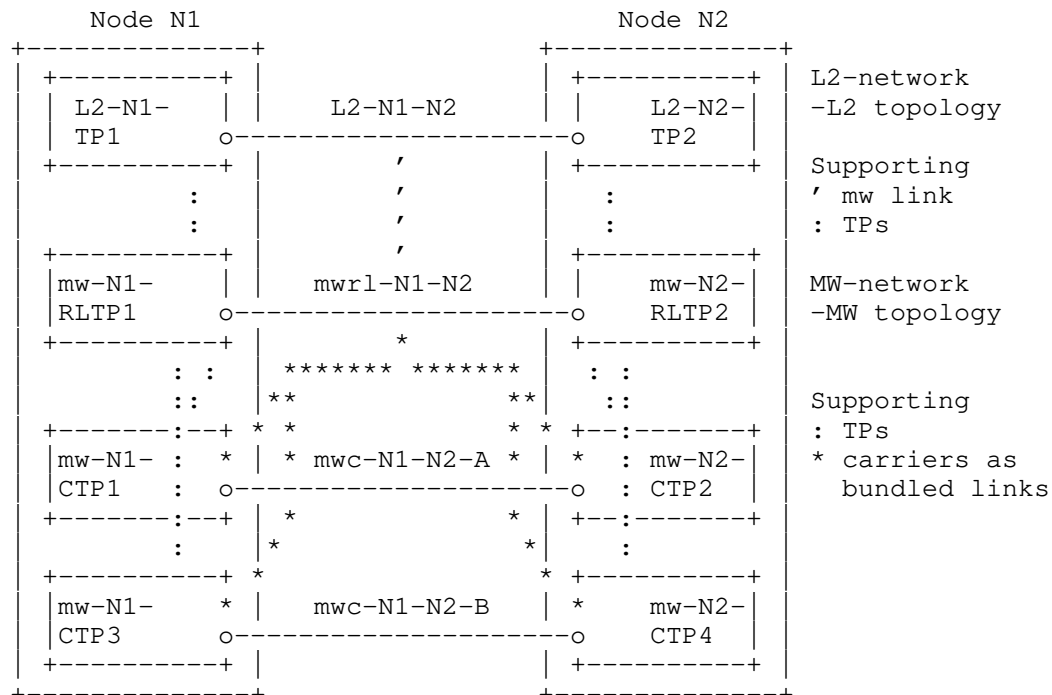 Node N1 Node N2
L2-network
L2-N1- L2-N1-N2 L2-N2- -L2 topology
TP1 TP2
Supporting
' mw link
: TPs
mw-N1- mwrl-N1-N2 mw-N2- MW-network
RLTP1 RLTP2 -MW topology
Supporting
: TPs
mw-N1- mwc-N1-N2-A mw-N2- * carriers as
CTP1 CTP2 bundled links
mw-N1- mwc-N1-N2-B mw-N2-
CTP3 CTP4